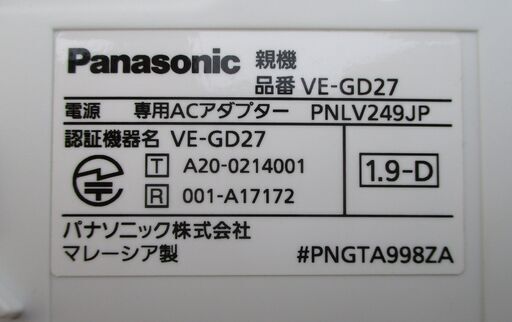 Panasonic 親機
品番 VE-GD27
電源 専用ACアダプター PNLV249JP
認証機器名 VE-GD27
T A20-0214001
R 001-A17172
1.9-D
パナソニック株式会社
マレーシア製 #PNGTA998ZA